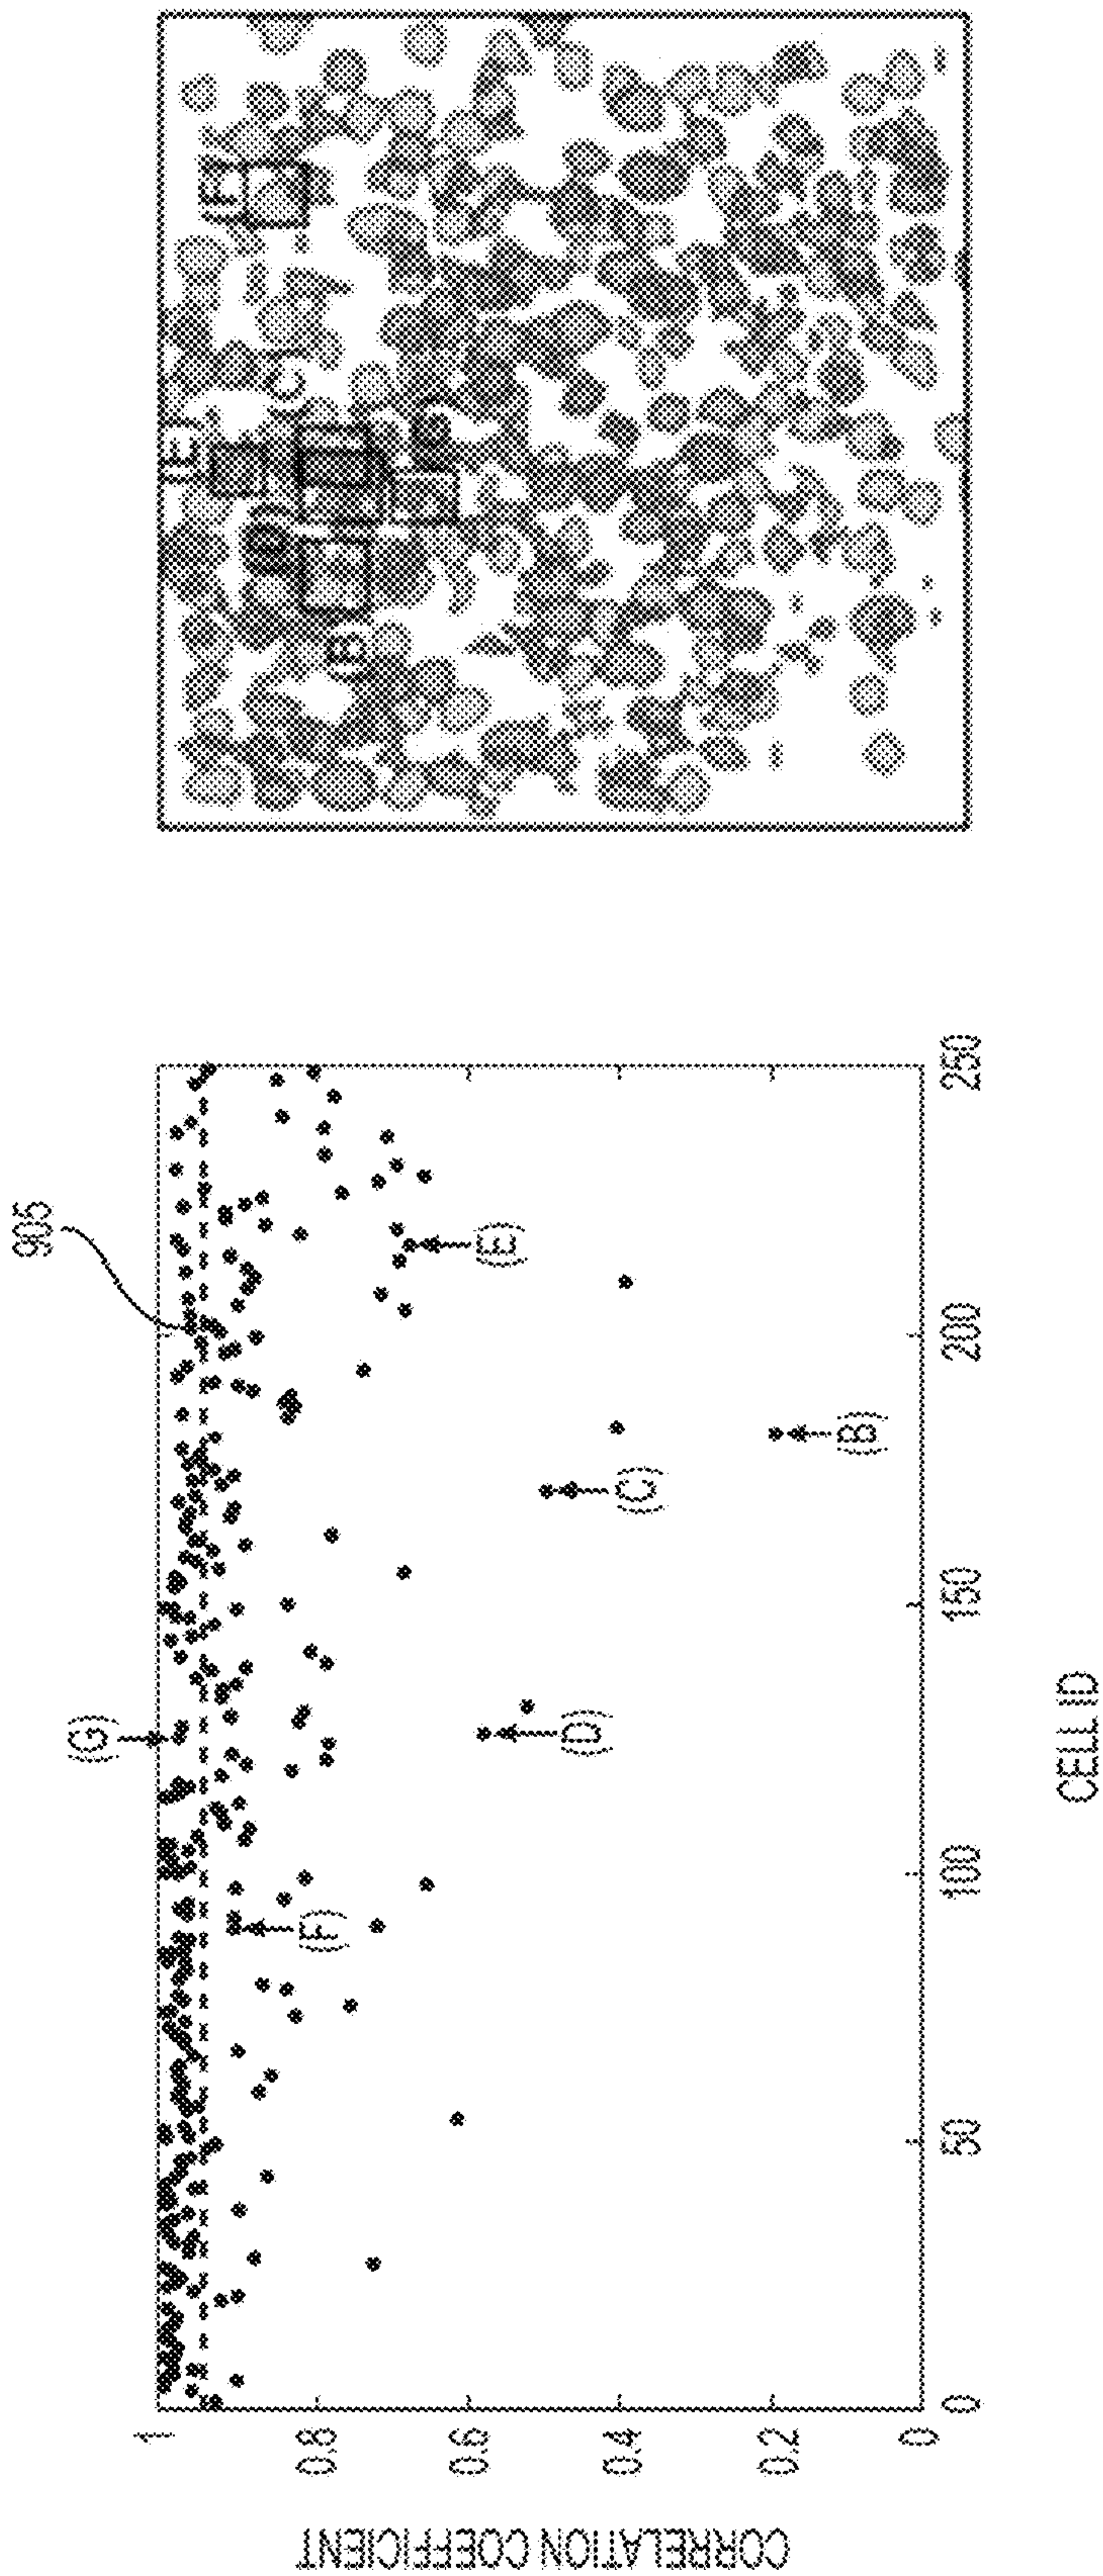 905
(G)
(F)
(D)
(C)
(B)
(E)
1
0.8
0.6
0.4
0.2
0
0
50
100
150
200
250
CORRELATION COEFFICIENT
CELL ID
(E)
(C)
(B)
(F)